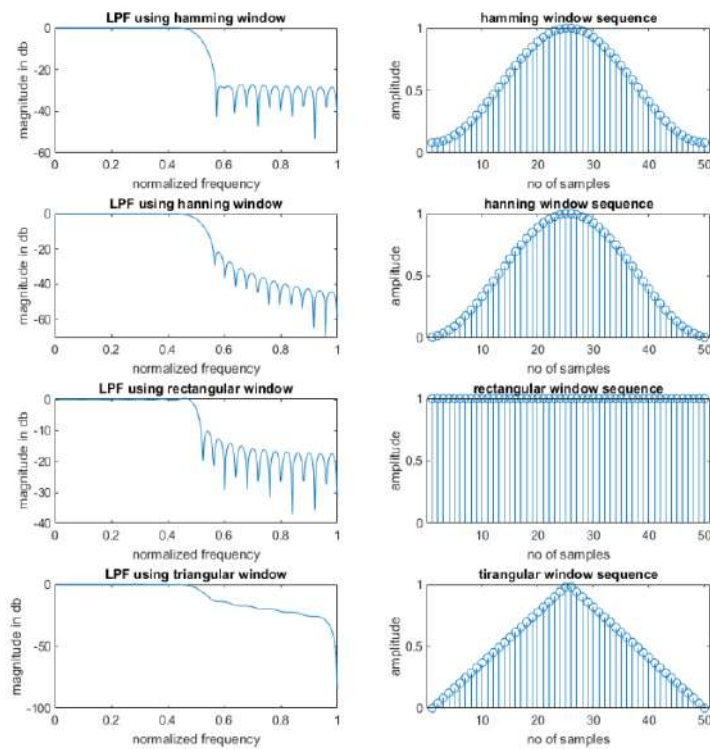 LPF using hamming window
magnitude in db
0
-20
-40
-60
0 0.2 0.4 0.6 0.8 1
normalized frequency
hamming window sequence
amplitude
1
0.5
0
10 20 30 40 50
no of samples
LPF using hanning window
magnitude in db
0
-20
-40
-60
0 0.2 0.4 0.6 0.8 1
normalized frequency
hanning window sequence
amplitude
1
0.5
0
10 20 30 40 50
no of samples
LPF using rectangular window
magnitude in db
0
-10
-20
-30
-40
0 0.2 0.4 0.6 0.8 1
normalized frequency
rectangular window sequence
amplitude
1
0.5
0
10 20 30 40 50
no of samples
LPF using triangular window
magnitude in db
0
-50
-100
0 0.2 0.4 0.6 0.8 1
normalized frequency
tirangular window sequence
amplitude
1
0.5
0
10 20 30 40 50
no of samples